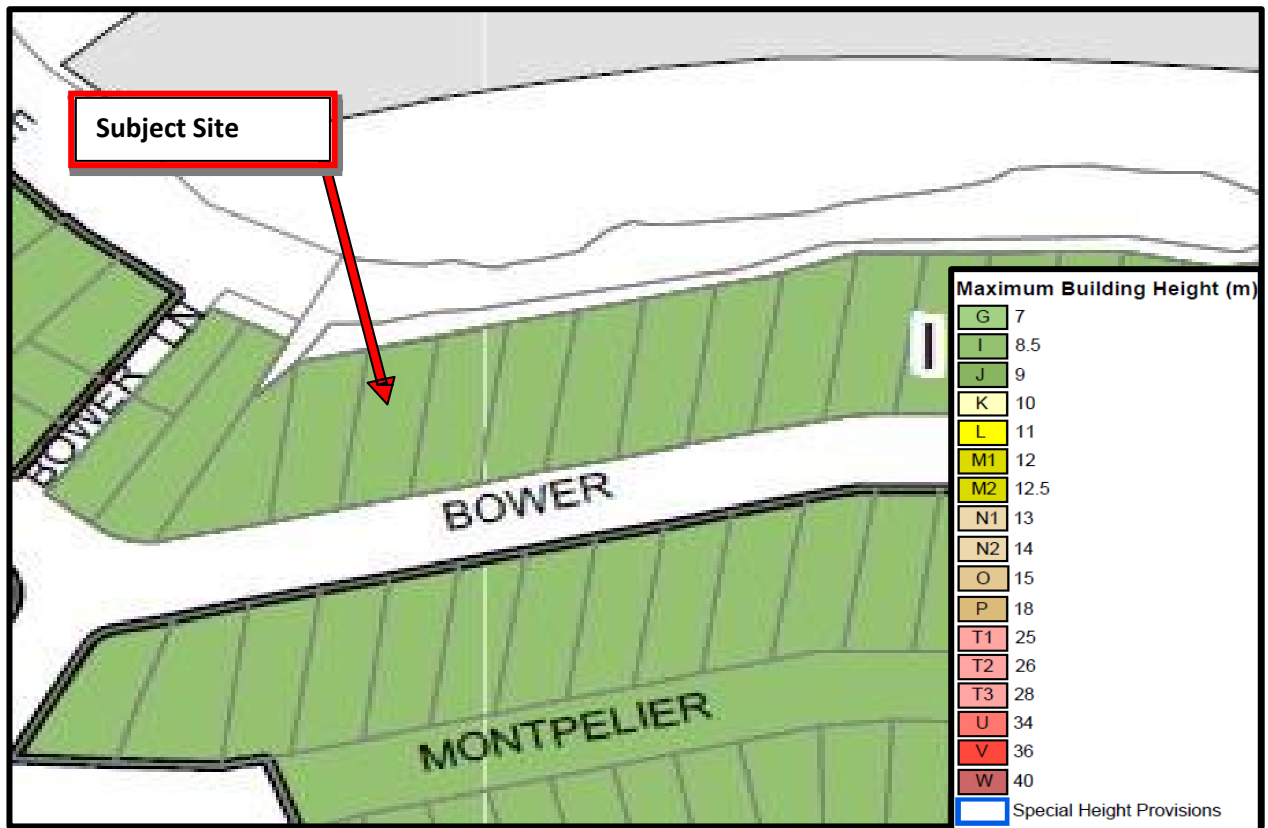 Subject Site
BOWER LN
BOWER
MONTPELIER
I
Maximum Building Height (m)
G 7
I 8.5
J 9
K 10
L 11
M1 12
M2 12.5
N1 13
N2 14
O 15
P 18
T1 25
T2 26
T3 28
U 34
V 36
W 40
Special Height Provisions